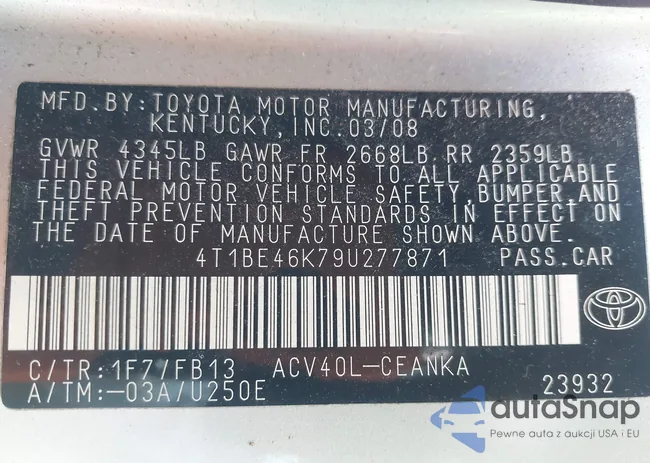 MFD.BY:TOYOTA MOTOR MANUFACTURING,
KENTUCKY,INC.03/08
GVWR 4345LB GAWR FR 2668LB RR 2359LB
THIS VEHICLE CONFORMS TO ALL APPLICABLE
FEDERAL MOTOR VEHICLE SAFETY,BUMPER,AND
THEFT PREVENTION STANDARDS IN EFFECT ON
THE DATE OF MANUFACTURE SHOWN ABOVE.
4T1BE46K79U277871 PASS.CAR
C/TR:1F7/FB13 ACV40L-CEANKA
A/TM:-03A/U250E 23932
autoSnap
Pewne auta z aukcji USA i EU